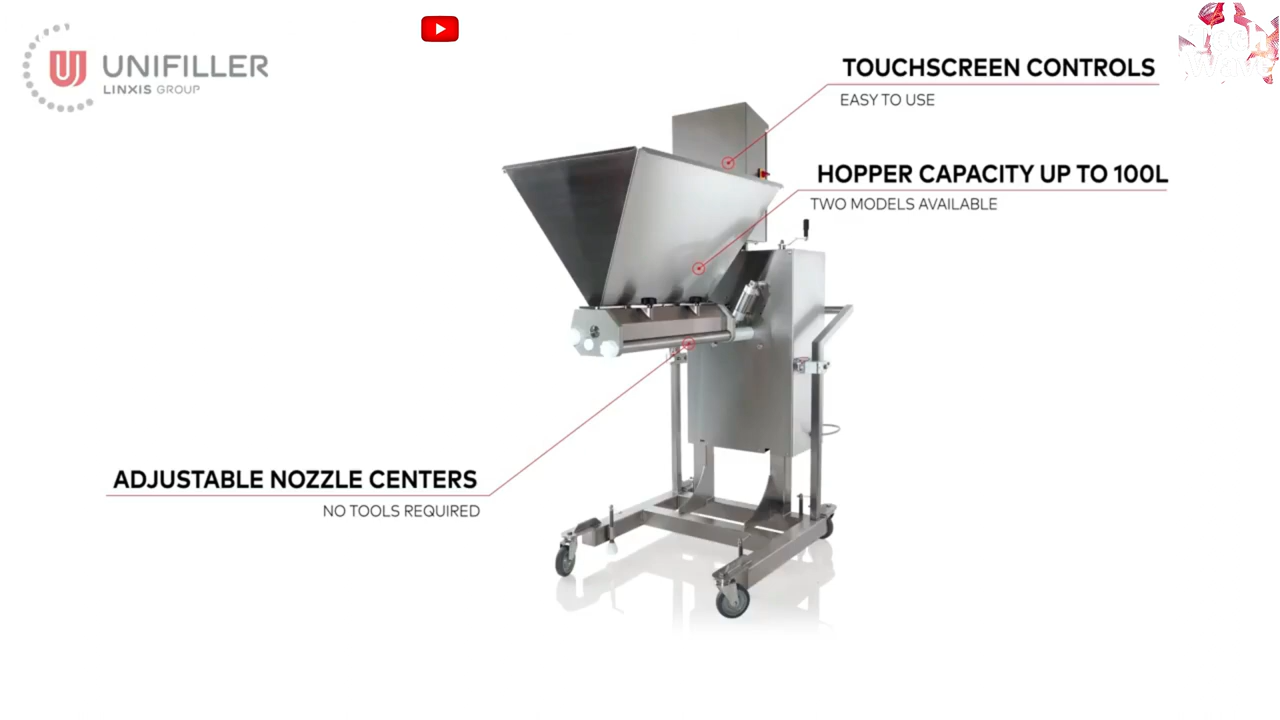 UNIFILLER
LINXIS GROUP
TOUCHSCREEN CONTROLS
EASY TO USE
HOPPER CAPACITY UP TO 100L
TWO MODELS AVAILABLE
ADJUSTABLE NOZZLE CENTERS
NO TOOLS REQUIRED